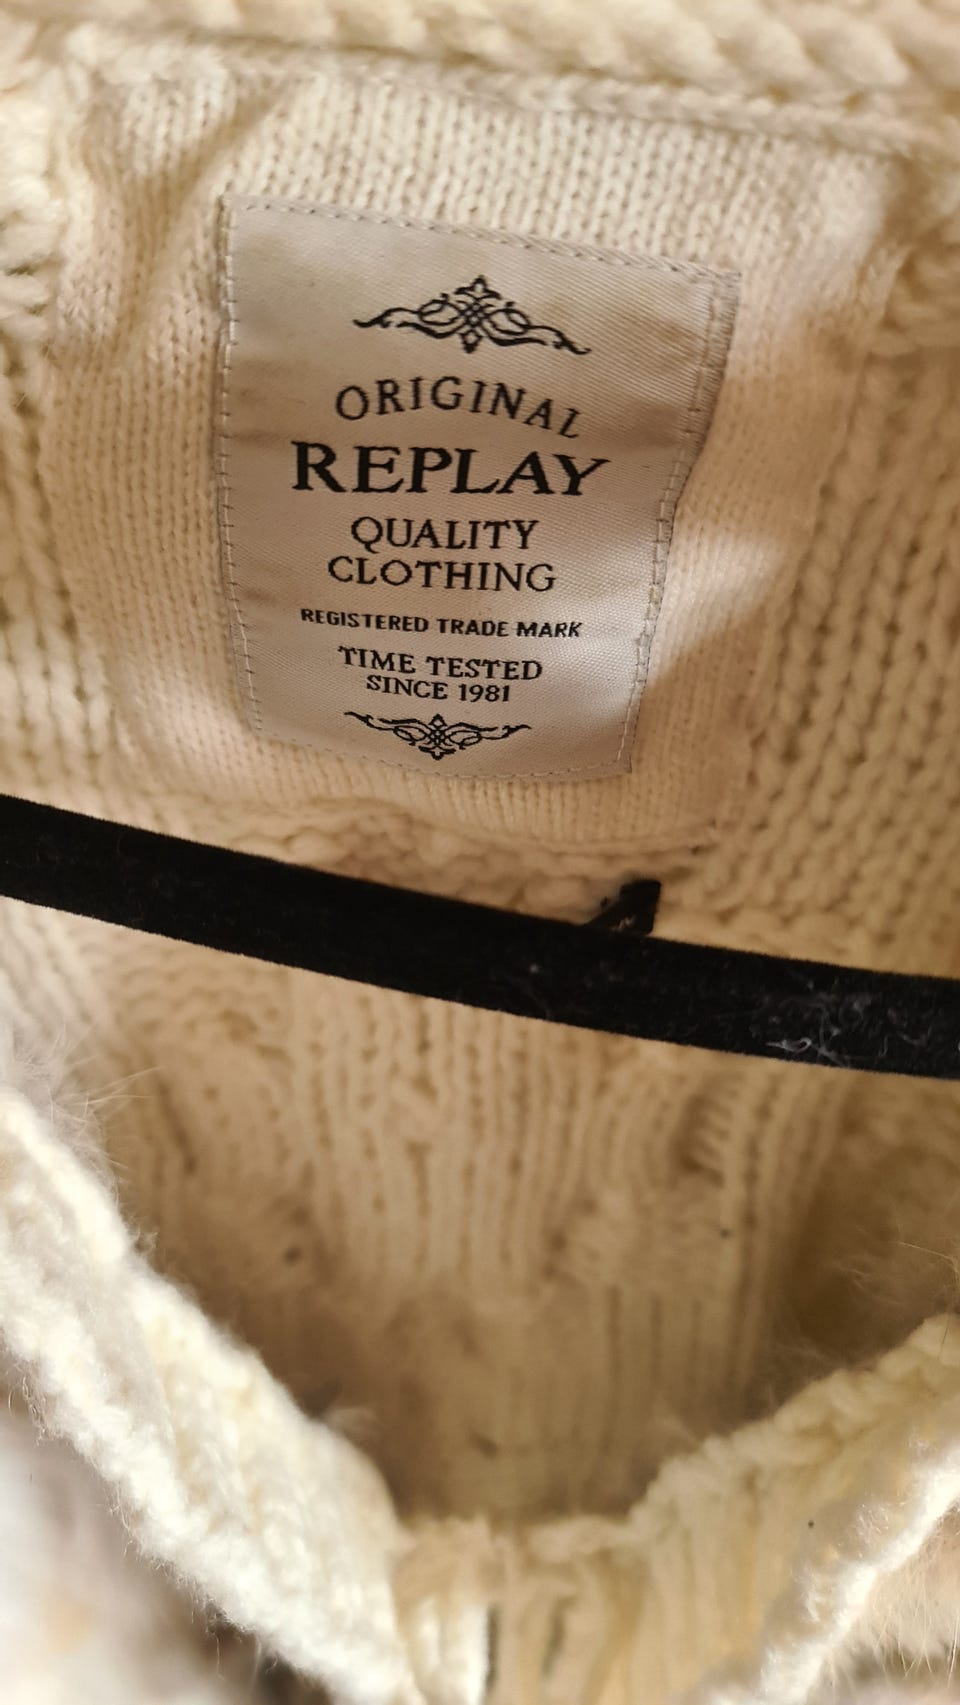 ORIGINAL
REPLAY
QUALITY
CLOTHING
REGISTERED TRADE MARK
TIME TESTED
SINCE 1981